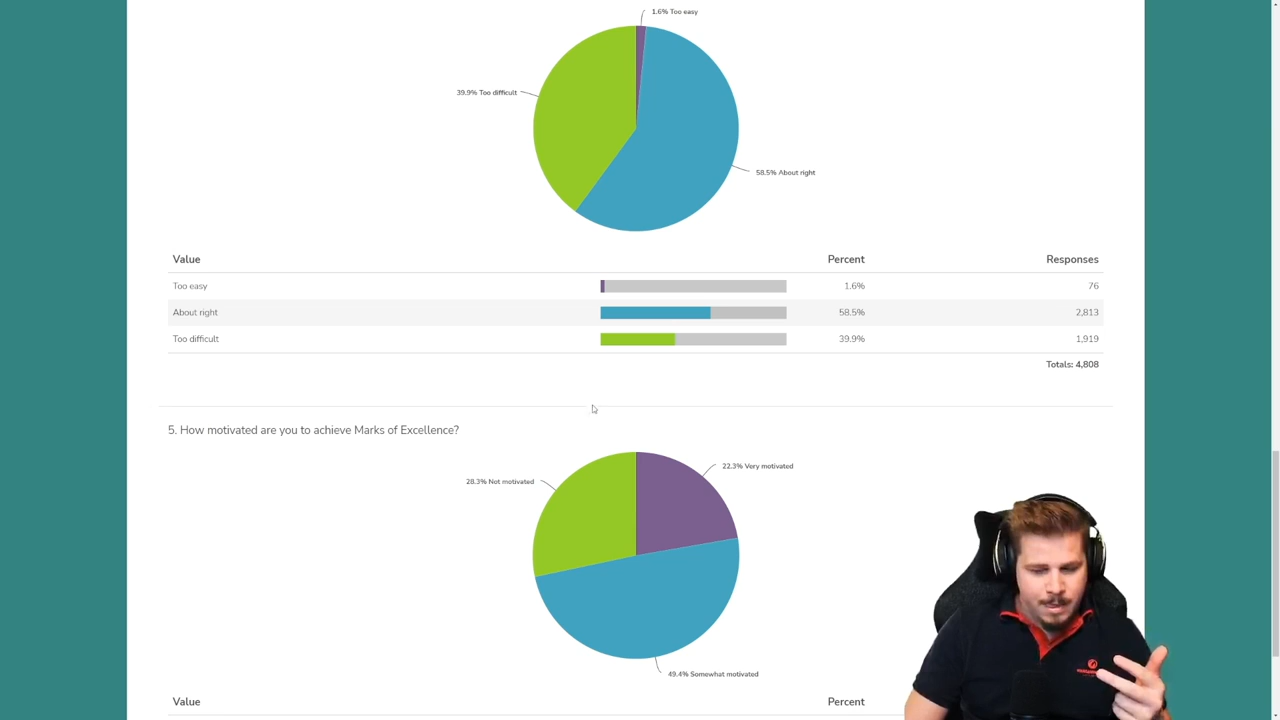 1.6% Too easy
39.9% Too difficult
58.5% About right
Value Percent Responses
Too easy 1.6% 76
About right 58.5% 2,813
Too difficult 39.9% 1,919
Totals: 4,808
5. How motivated are you to achieve Marks of Excellence?
22.3% Very motivated
28.3% Not motivated
49.4% Somewhat motivated
Value Percent